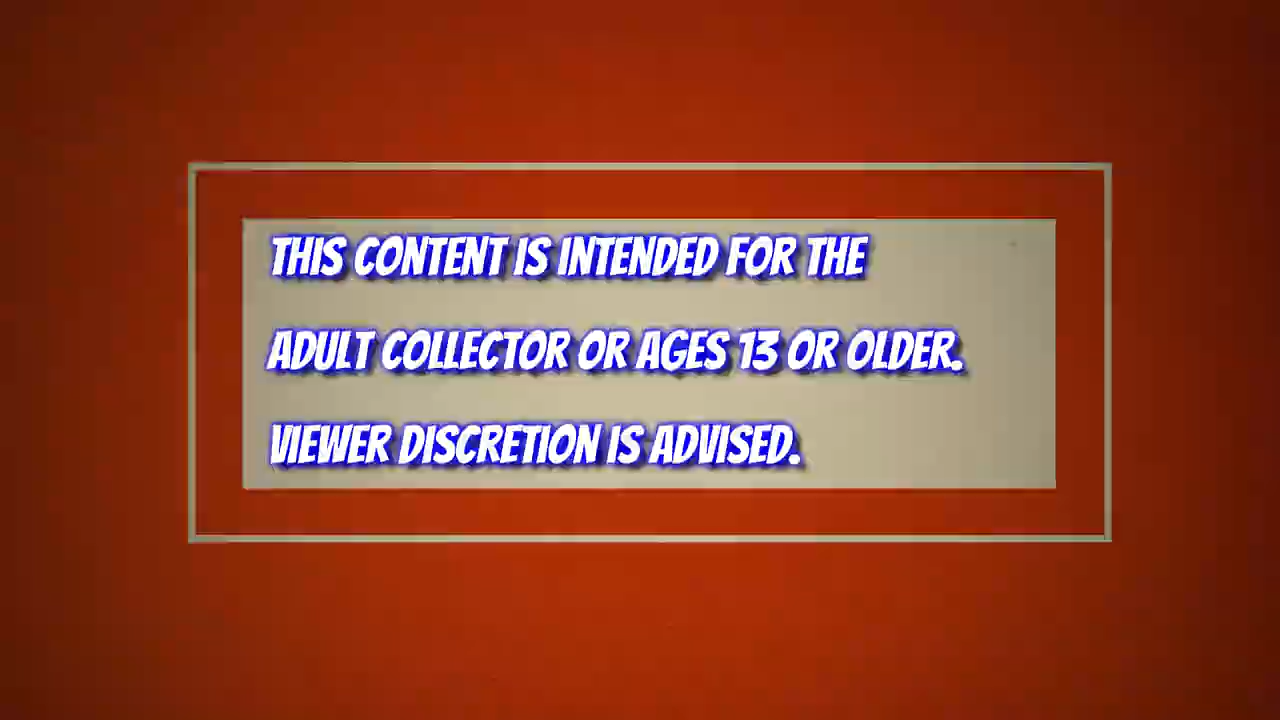 THIS CONTENT IS INTENDED FOR THE
ADULT COLLECTOR OR AGES 13 OR OLDER.
VIEWER DISCRETION IS ADVISED.